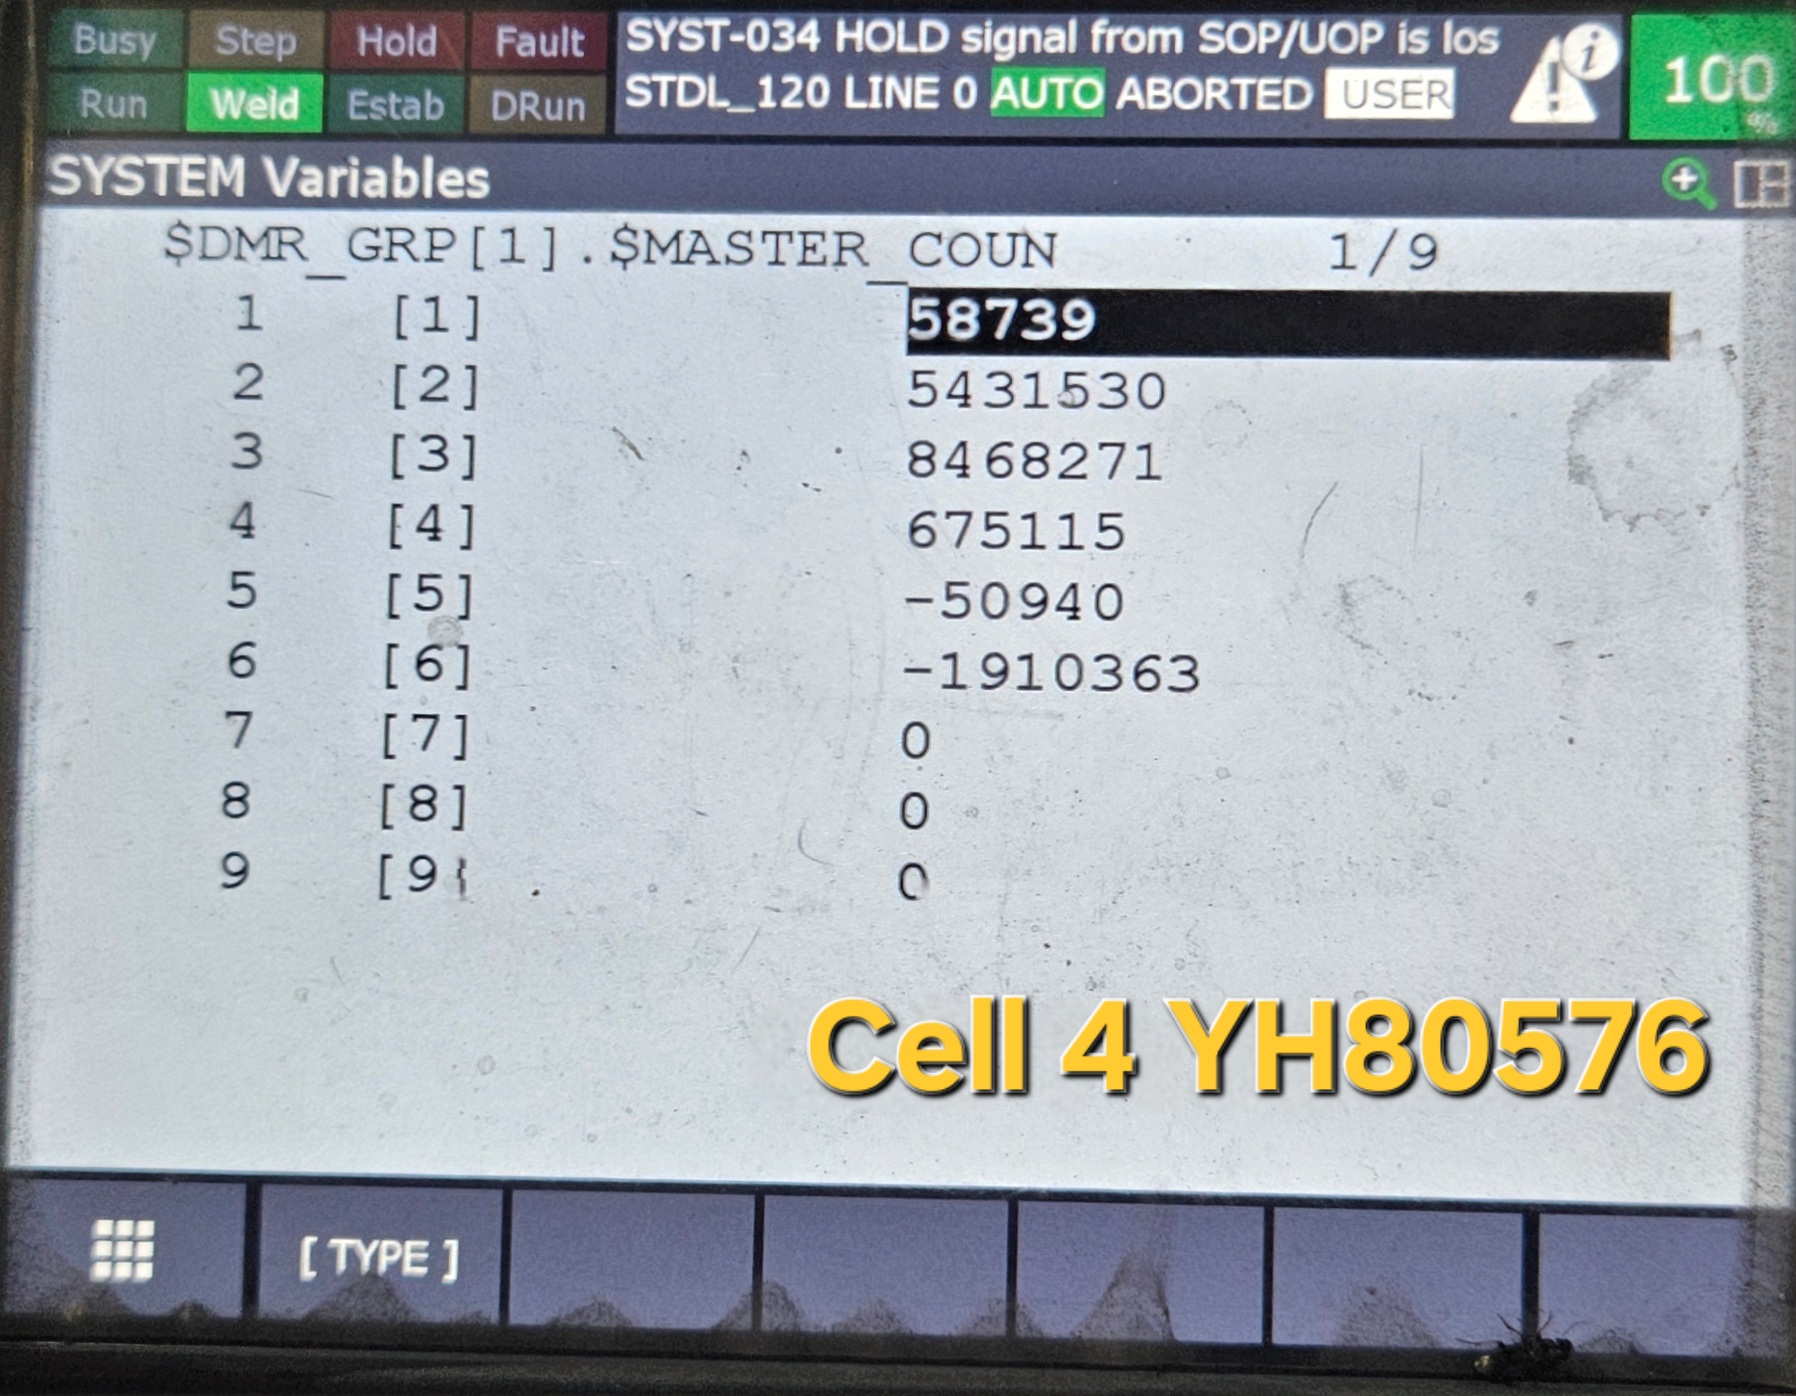 Busy Step Hold Fault SYST-034 HOLD signal from SOP/UOP is los
Run Weld Estab DRun STDL_120 LINE 0 AUTO ABORTED USER
100
%
SYSTEM Variables
$DMR_GRP[1].$MASTER_COUN 1/9
1 [1] 58739
2 [2] 5431530
3 [3] 8468271
4 [4] 675115
5 [5] -50940
6 [6] -1910363
7 [7] 0
8 [8] 0
9 [9] 0
Cell 4 YH80576
[ TYPE ]